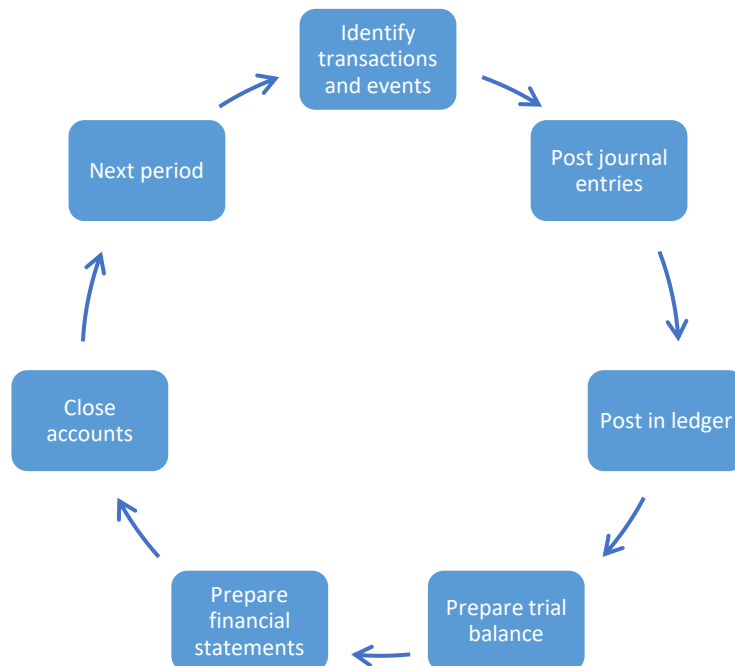 Identify
transactions
and events
Post journal
entries
Post in ledger
Prepare trial
balance
Prepare
financial
statements
Close
accounts
Next period